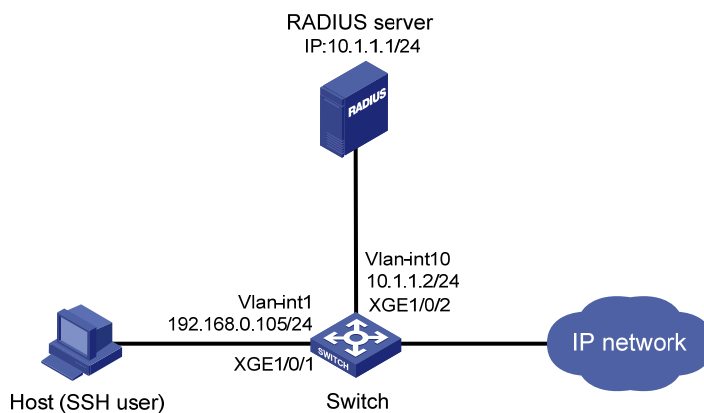 RADIUS server
IP:10.1.1.1/24
RADIUS
Vlan-int10
10.1.1.2/24
XGE1/0/2
Vlan-int1
192.168.0.105/24
XGE1/0/1
SWITCH
IP network
Host (SSH user)
Switch